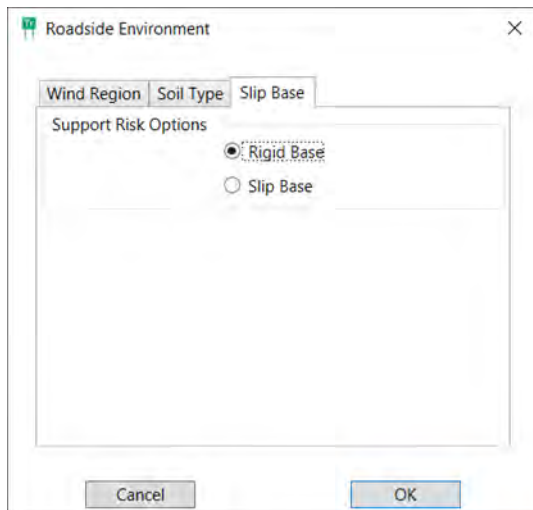 Roadside Environment
Wind Region Soil Type Slip Base
Support Risk Options
Rigid Base
Slip Base
Cancel OK